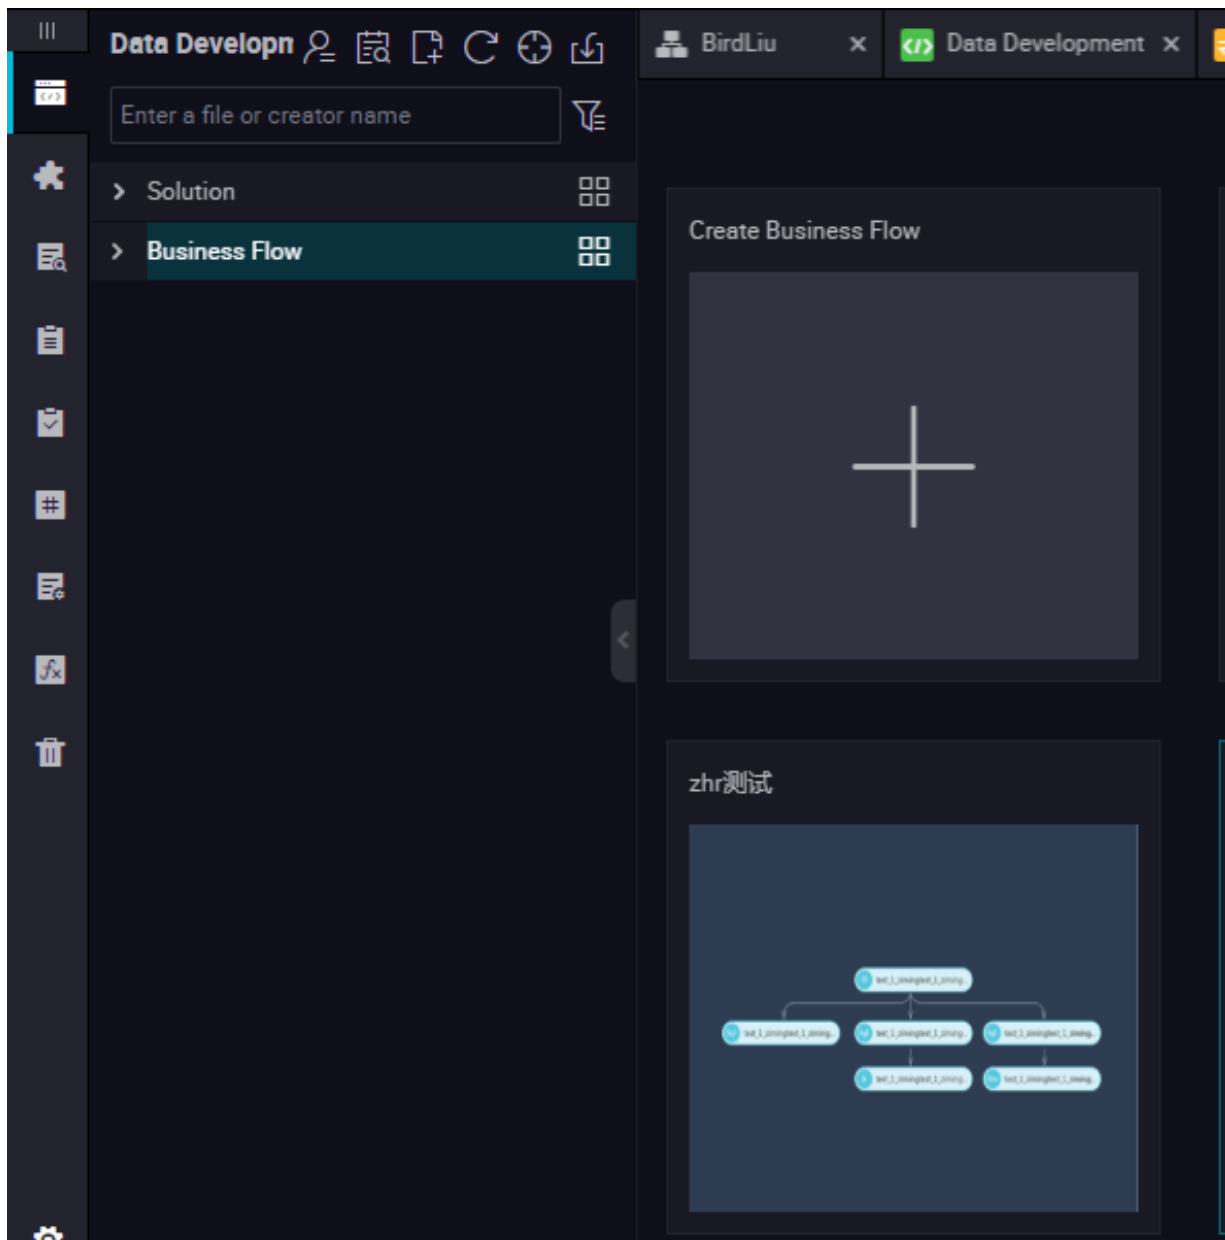 Data Developm
BirdLiu
Data Development
Enter a file or creator name
Solution
Business Flow
Create Business Flow
zhr测试